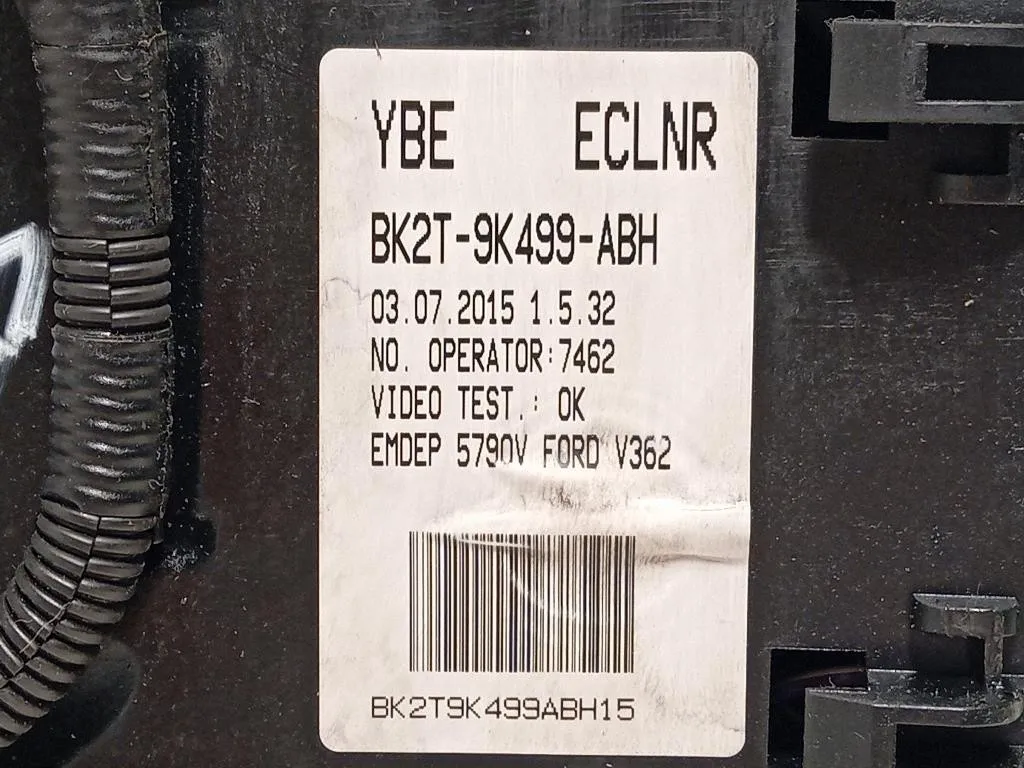 YBE ECLNR
BK2T-9K499-ABH
03.07.2015 1.5.32
NO. OPERATOR:7462
VIDEO TEST.: OK
EMDEP 5790V FORD V362
BK2T9K499ABH15